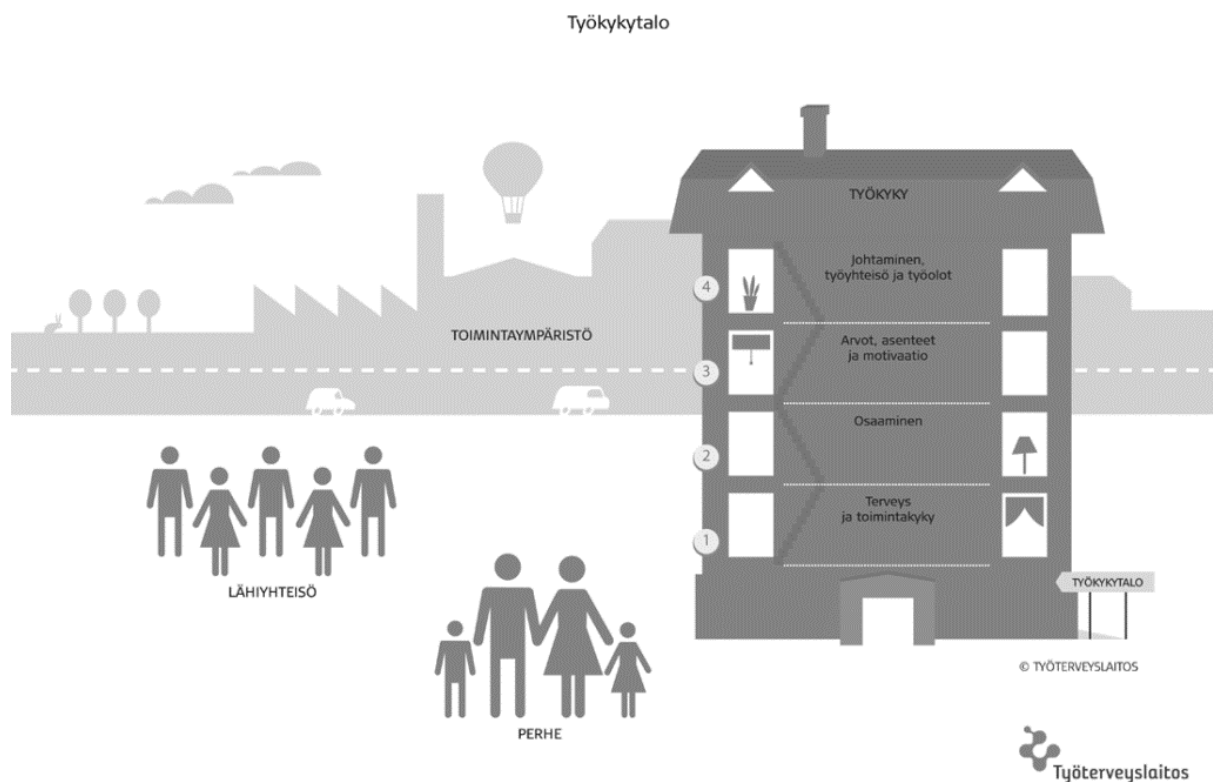 Työkykytalo
TYÖKYKY
4
Johtaminen,
työyhteisö ja työolot
TOIMINTAYMPÄRISTÖ
3
Arvot, asenteet
ja motivaatio
2
Osaaminen
1
Terveys
ja toimintakyky
LÄHIYHTEISÖ
PERHE
TYÖKYKYTALO
© TYÖTERVEYSLAITOS
Työterveyslaitos